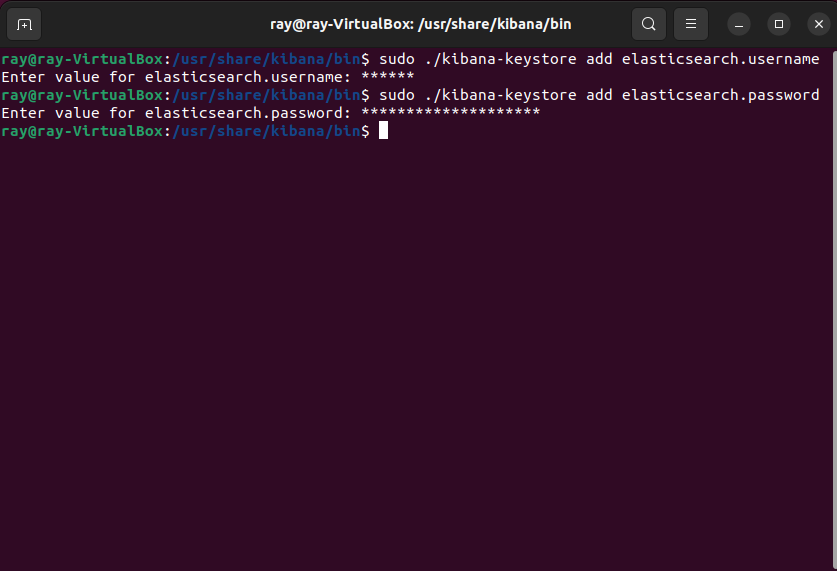 ray@ray-VirtualBox: /usr/share/kibana/bin
ray@ray-VirtualBox:/usr/share/kibana/bin$ sudo ./kibana-keystore add elasticsearch.username
Enter value for elasticsearch.username: ******
ray@ray-VirtualBox:/usr/share/kibana/bin$ sudo ./kibana-keystore add elasticsearch.password
Enter value for elasticsearch.password: ********************
ray@ray-VirtualBox:/usr/share/kibana/bin$